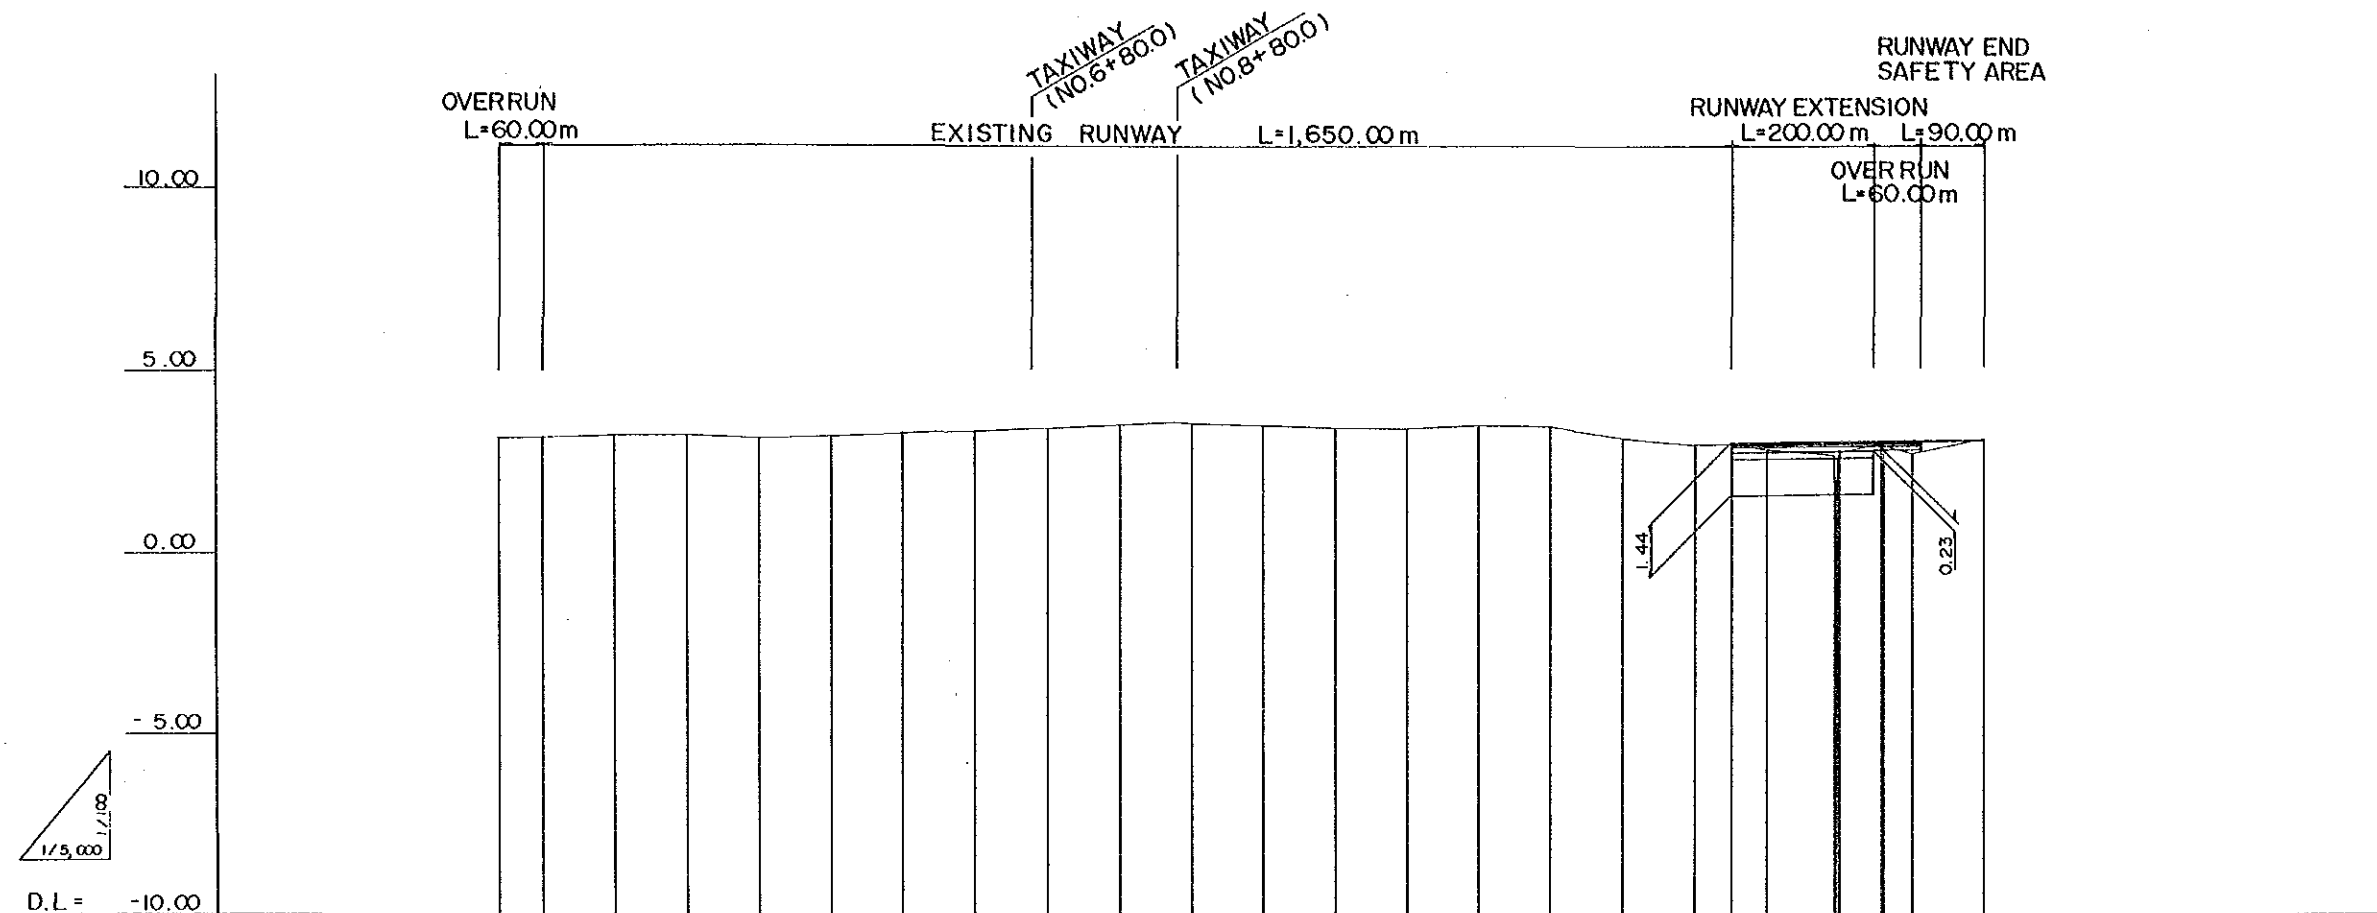 TAXIWAY
(NO.6+80.0)
TAXIWAY
(NO.8+80.0)
RUNWAY END
SAFETY AREA
OVERRUN
L=60.00m
EXISTING RUNWAY L=1,650.00m
RUNWAY EXTENSION
L=200.00m L=90.00m
OVER RUN
L=60.00m
10.00
5.00
0.00
1.44
0.23
-5.00
1/100
1/5,000
D.L= -10.00